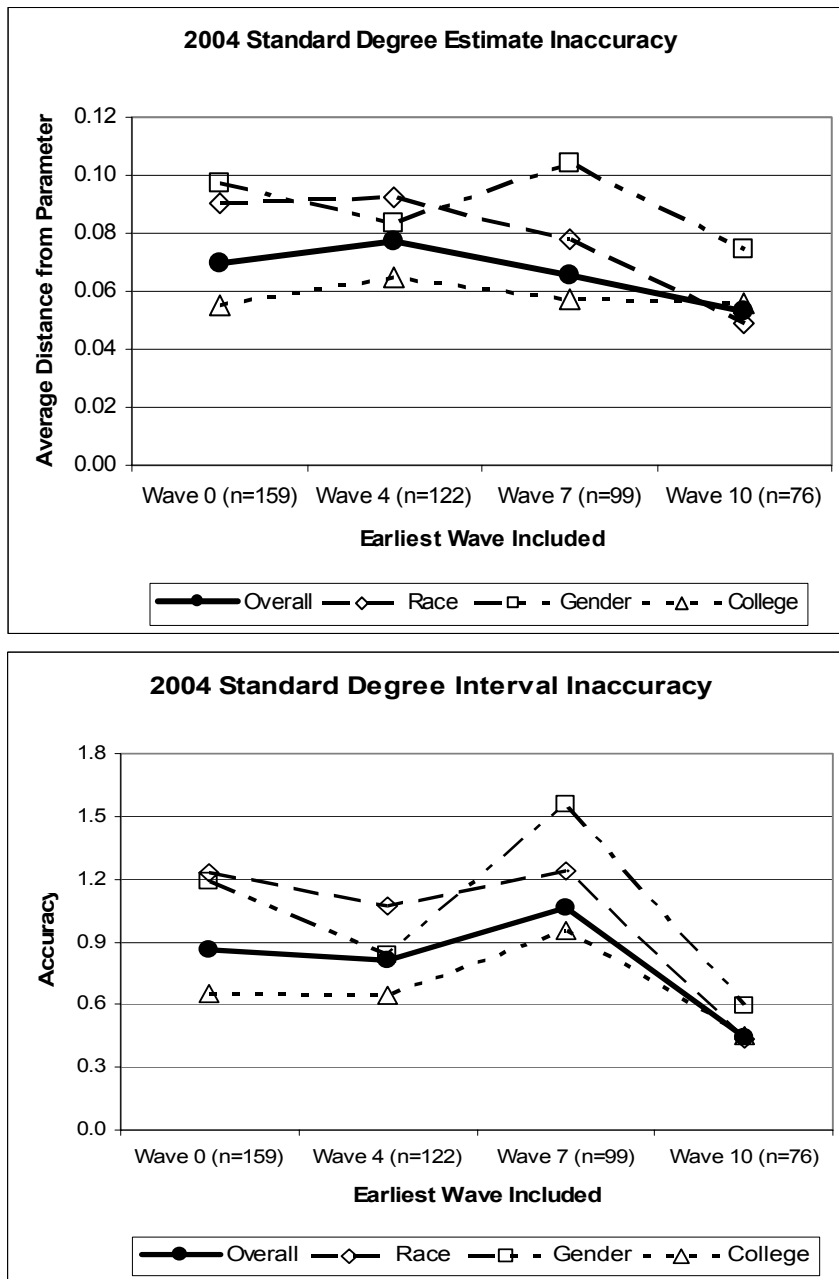 2004 Standard Degree Estimate Inaccuracy
Average Distance from Parameter
0.12
0.10
0.08
0.06
0.04
0.02
0.00
Wave 0 (n=159) Wave 4 (n=122) Wave 7 (n=99) Wave 10 (n=76)
Earliest Wave Included
Overall Race Gender College
2004 Standard Degree Interval Inaccuracy
Accuracy
1.8
1.5
1.2
0.9
0.6
0.3
0.0
Wave 0 (n=159) Wave 4 (n=122) Wave 7 (n=99) Wave 10 (n=76)
Earliest Wave Included
Overall Race Gender College